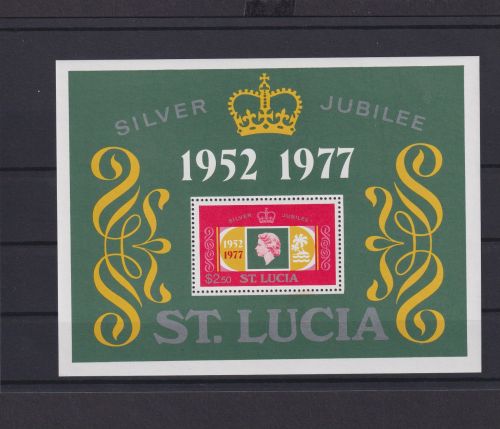 SILVER JUBILEE
1952 1977
SILVER JUBILEE
1952
1977
$2.50
ST. LUCIA
ST. LUCIA